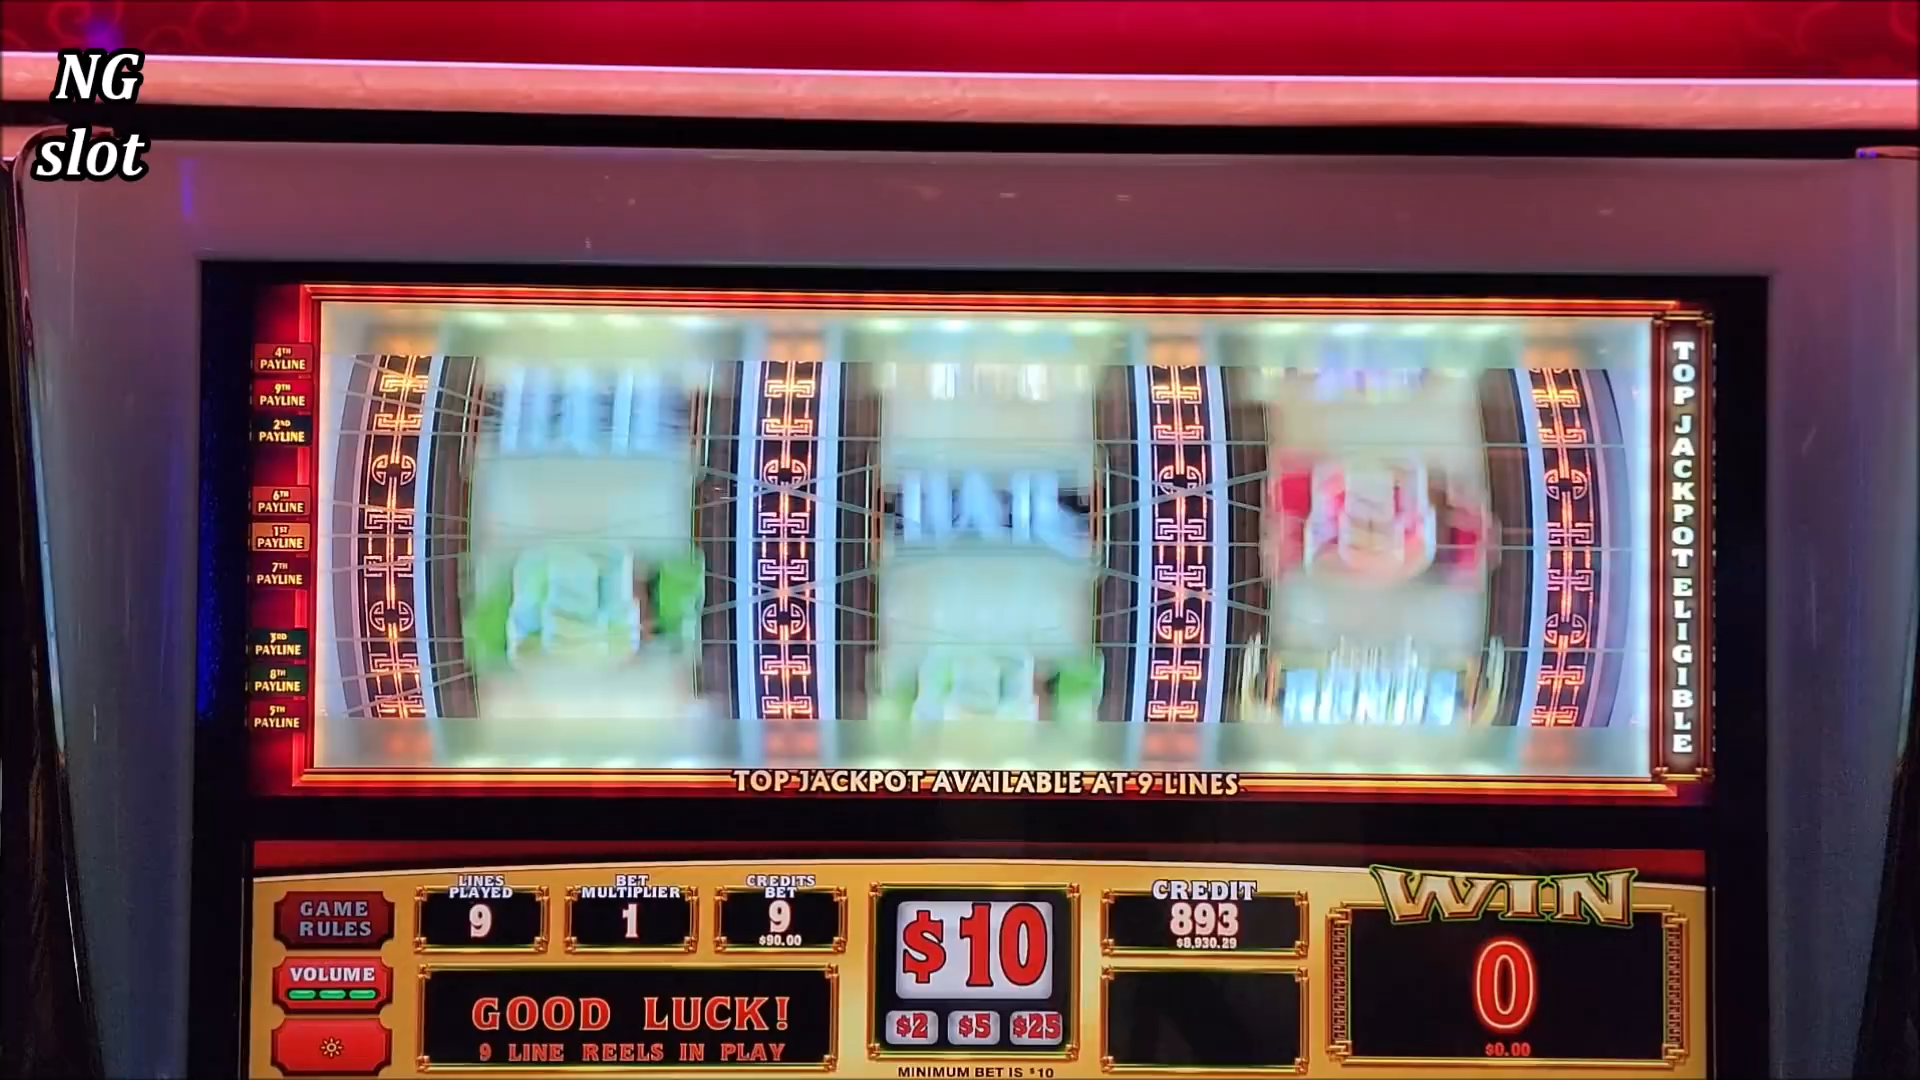 NG
slot
4TH
PAYLINE
9TH
PAYLINE
2ND
PAYLINE
6TH
PAYLINE
1ST
PAYLINE
7TH
PAYLINE
3RD
PAYLINE
8TH
PAYLINE
5TH
PAYLINE
TOP JACKPOT ELIGIBLE
TOP JACKPOT AVAILABLE AT 9 LINES
GAME
RULES
VOLUME
LINES
PLAYED
9
BET
MULTIPLIER
1
CREDITS
BET
9
$90.00
GOOD LUCK!
9 LINE REELS IN PLAY
$10
$2 $5 $25
MINIMUM BET IS $10
CREDIT
893
$8,930.29
WIN
0
$0.00